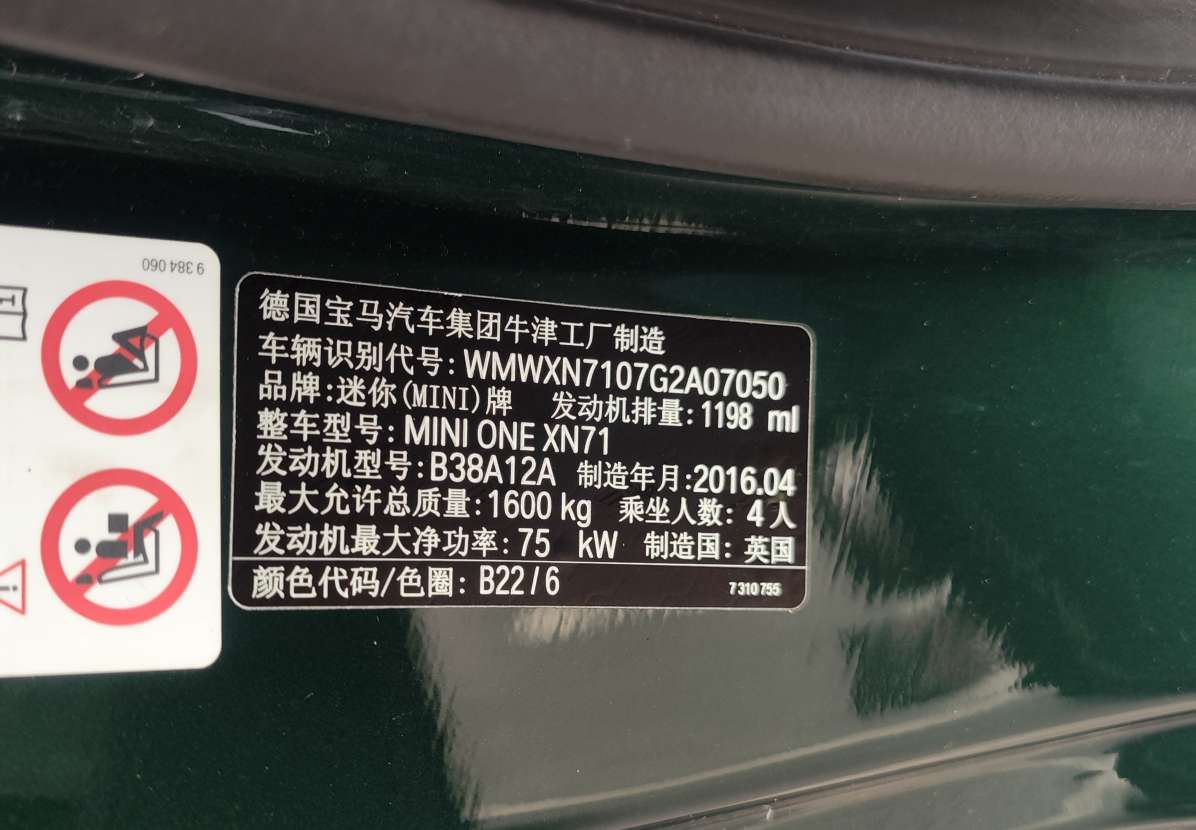 9 384 060
德国宝马汽车集团牛津工厂制造
车辆识别代号: WMWXN7107G2A07050
品牌: 迷你(MINI)牌 发动机排量: 1198 ml
整车型号: MINI ONE XN71
发动机型号: B38A12A 制造年月: 2016.04
最大允许总质量: 1600 kg 乘坐人数: 4人
发动机最大净功率: 75 kW 制造国: 英国
颜色代码/色圈: B22/6 7 310 755